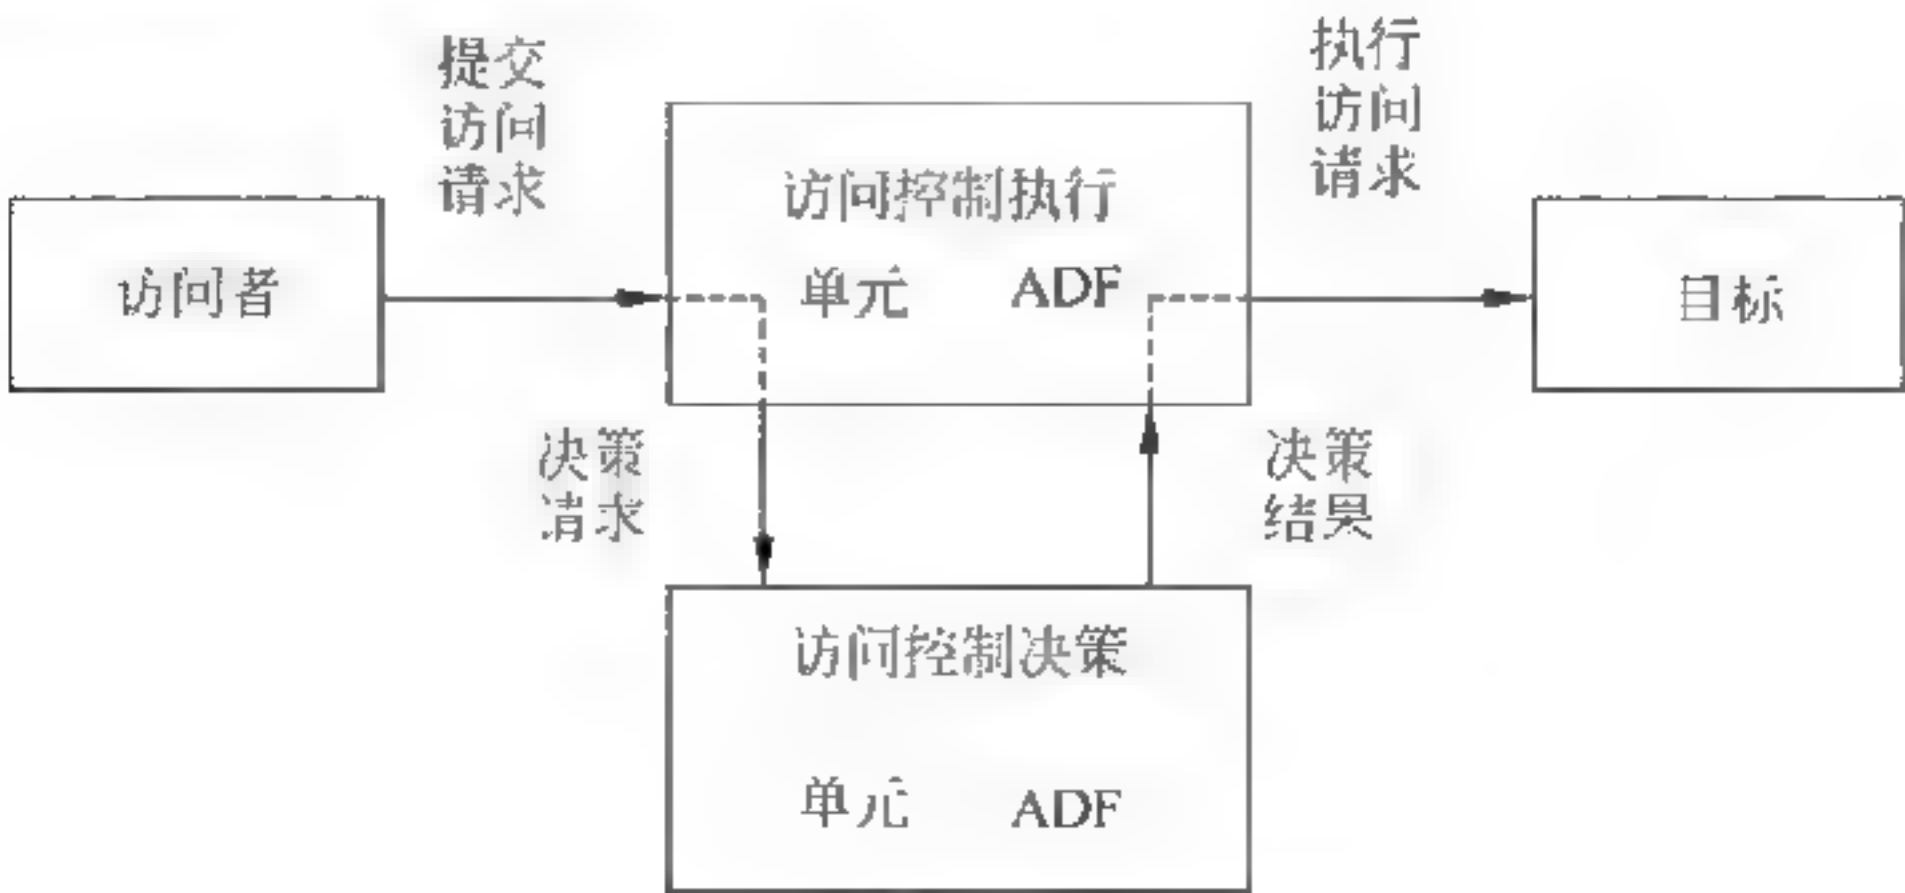 提交
访问
请求
执行
访问
请求
访问者
访问控制执行
单元 ADF
目标
决策
请求
决策
结果
访问控制决策
单元 ADF